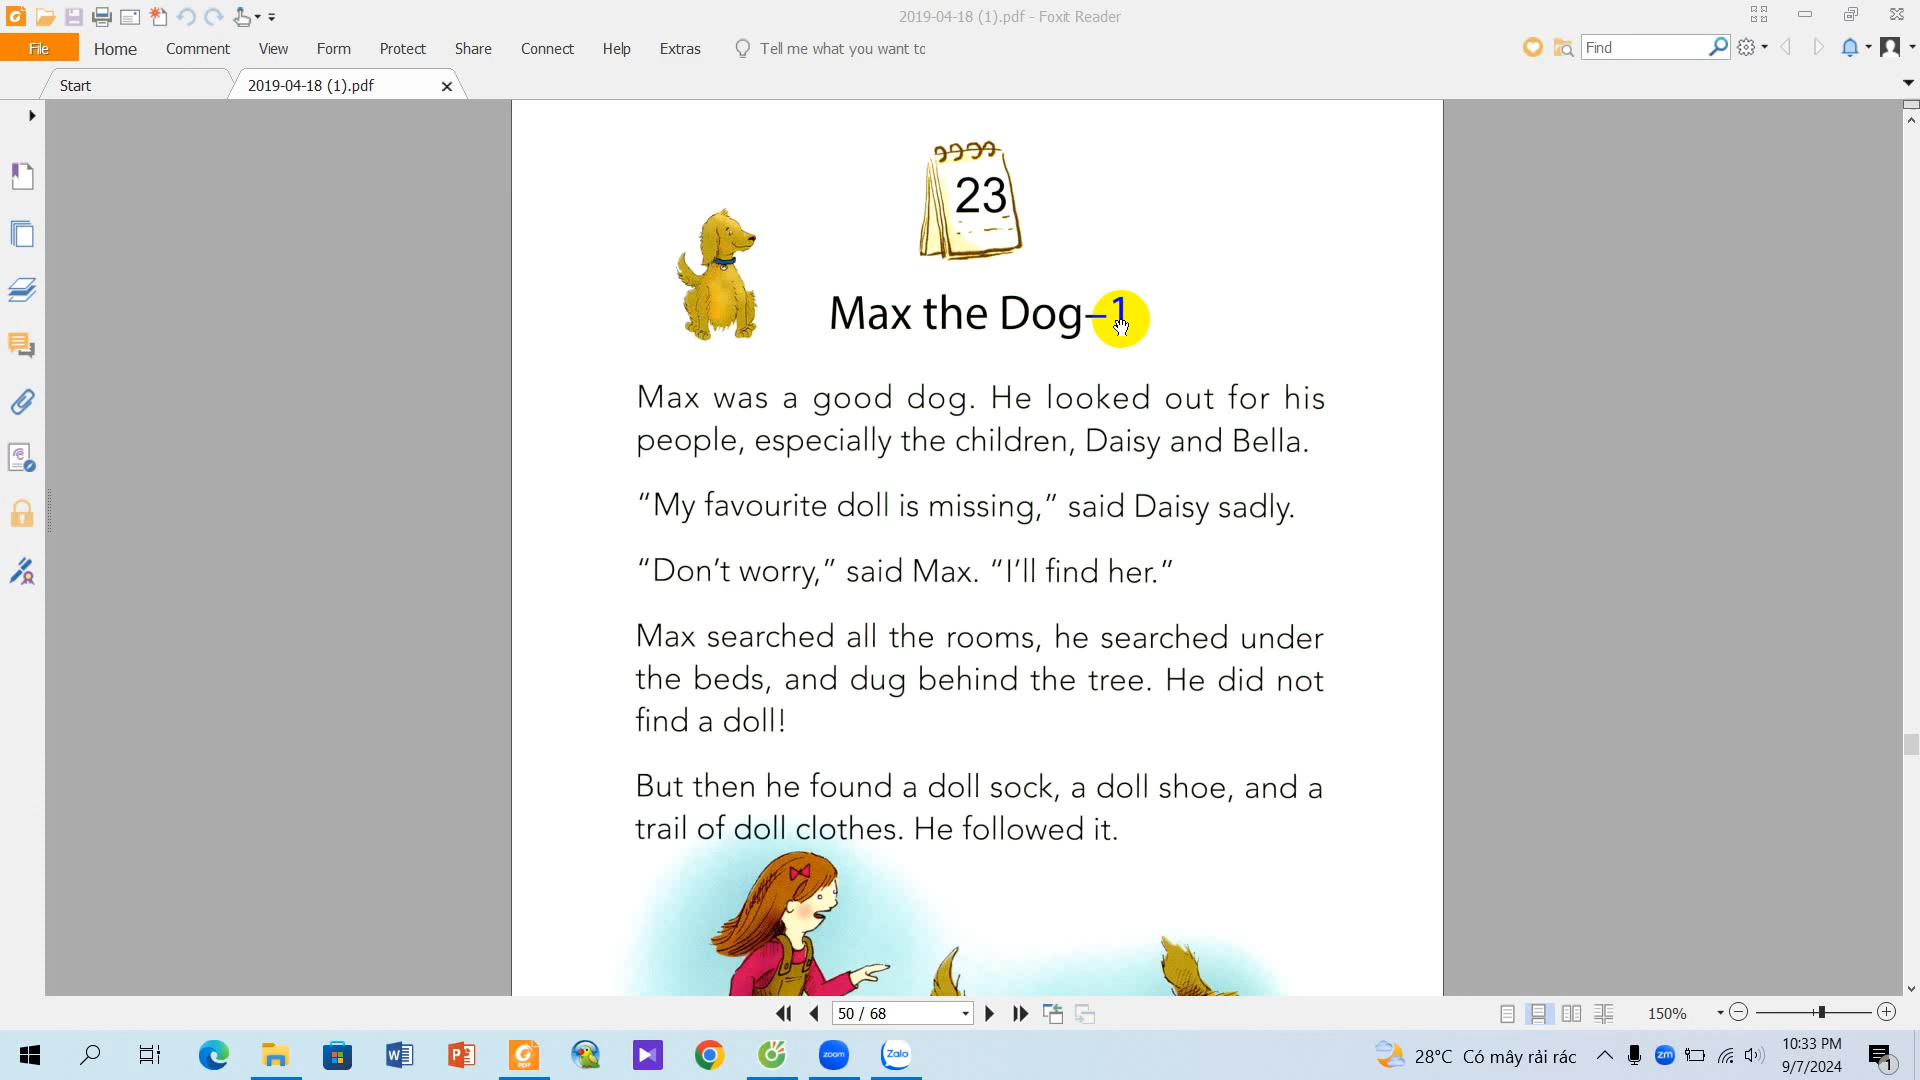 2019-04-18 (1).pdf - Foxit Reader
File Home Comment View Form Protect Share Connect Help Extras Tell me what you want to Find
Start 2019-04-18 (1).pdf
23
Max the Dog–1
Max was a good dog. He looked out for his
people, especially the children, Daisy and Bella.
“My favourite doll is missing,” said Daisy sadly.
“Don’t worry,” said Max. “I’ll find her.”
Max searched all the rooms, he searched under
the beds, and dug behind the tree. He did not
find a doll!
But then he found a doll sock, a doll shoe, and a
trail of doll clothes. He followed it.
50 / 68 150%
zoom Zalo 28°C Có mây rải rác zm 10:33 PM
9/7/2024 1